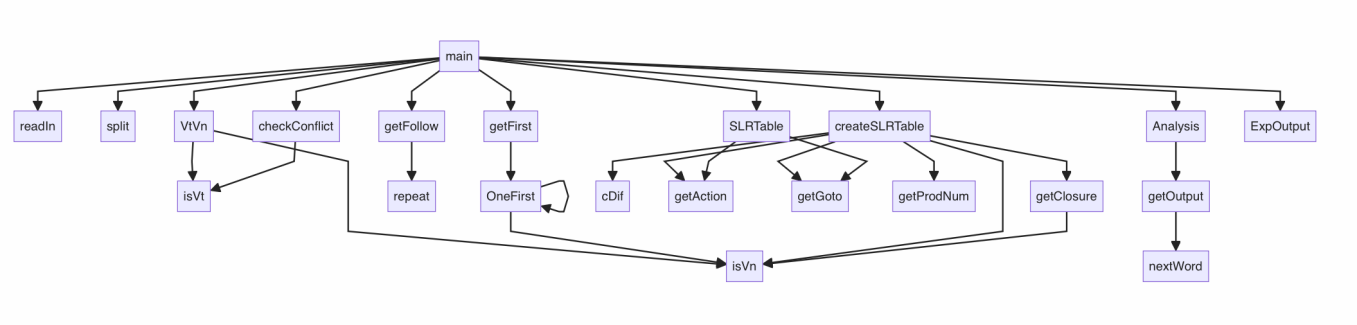 main
readIn
split
VtVn
checkConflict
getFollow
getFirst
SLRTable
createSLRTable
Analysis
ExpOutput
isVt
repeat
OneFirst
cDif
getAction
getGoto
getProdNum
getClosure
getOutput
isVn
nextWord